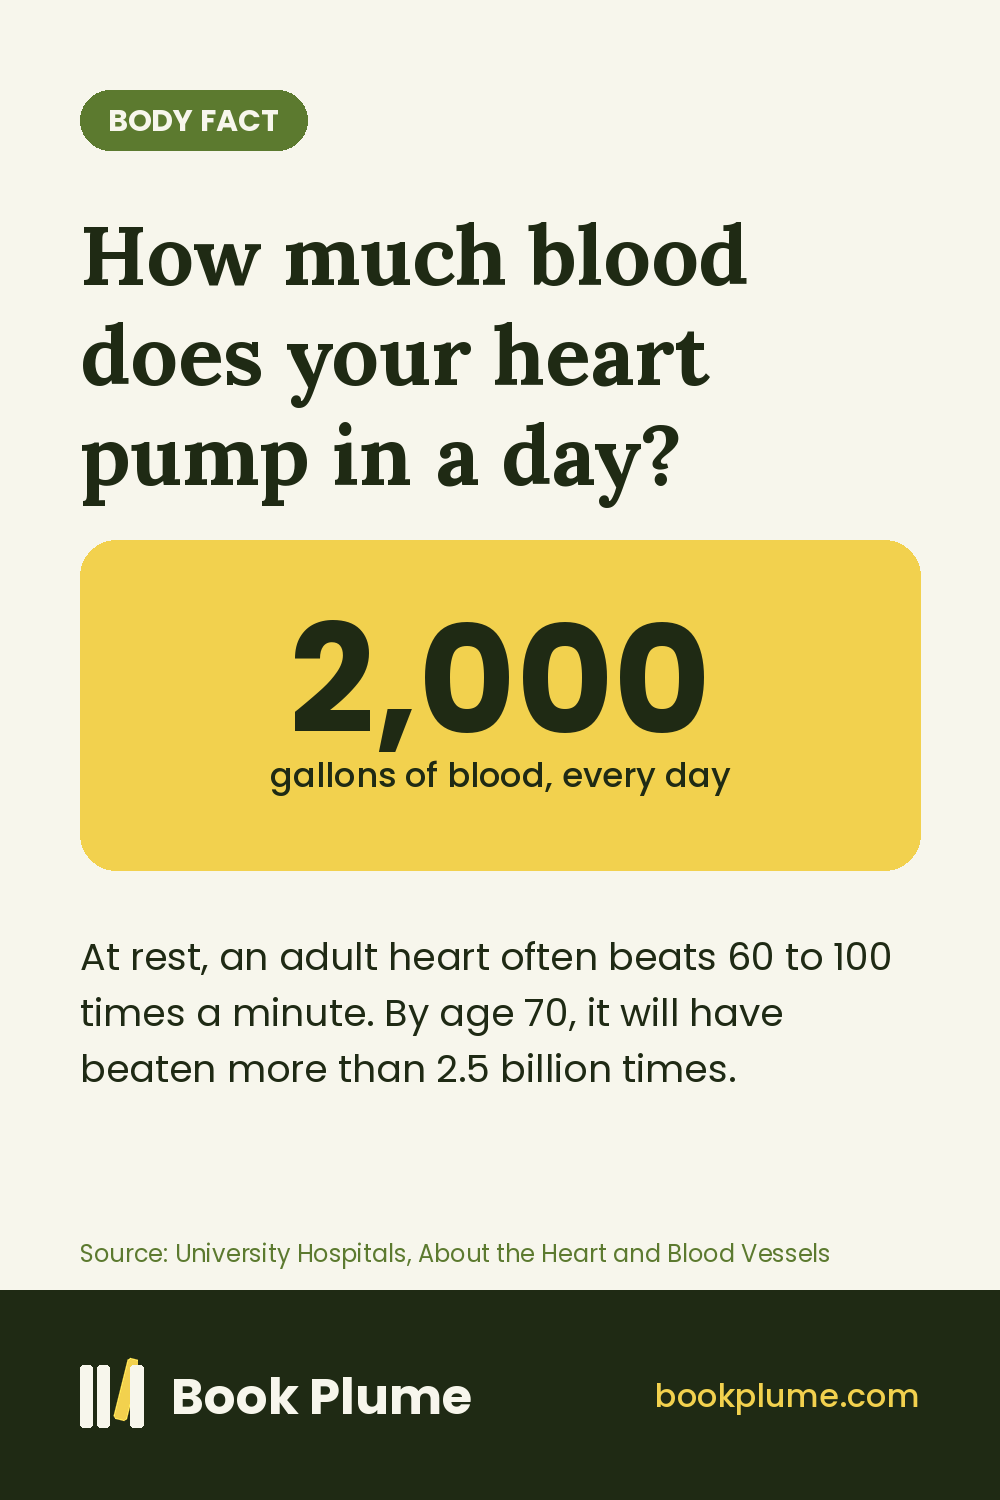 BODY FACT
How much blood
does your heart
pump in a day?
2,000
gallons of blood, every day
At rest, an adult heart often beats 60 to 100
times a minute. By age 70, it will have
beaten more than 2.5 billion times.
Source: University Hospitals, About the Heart and Blood Vessels
Book Plume
bookplume.com